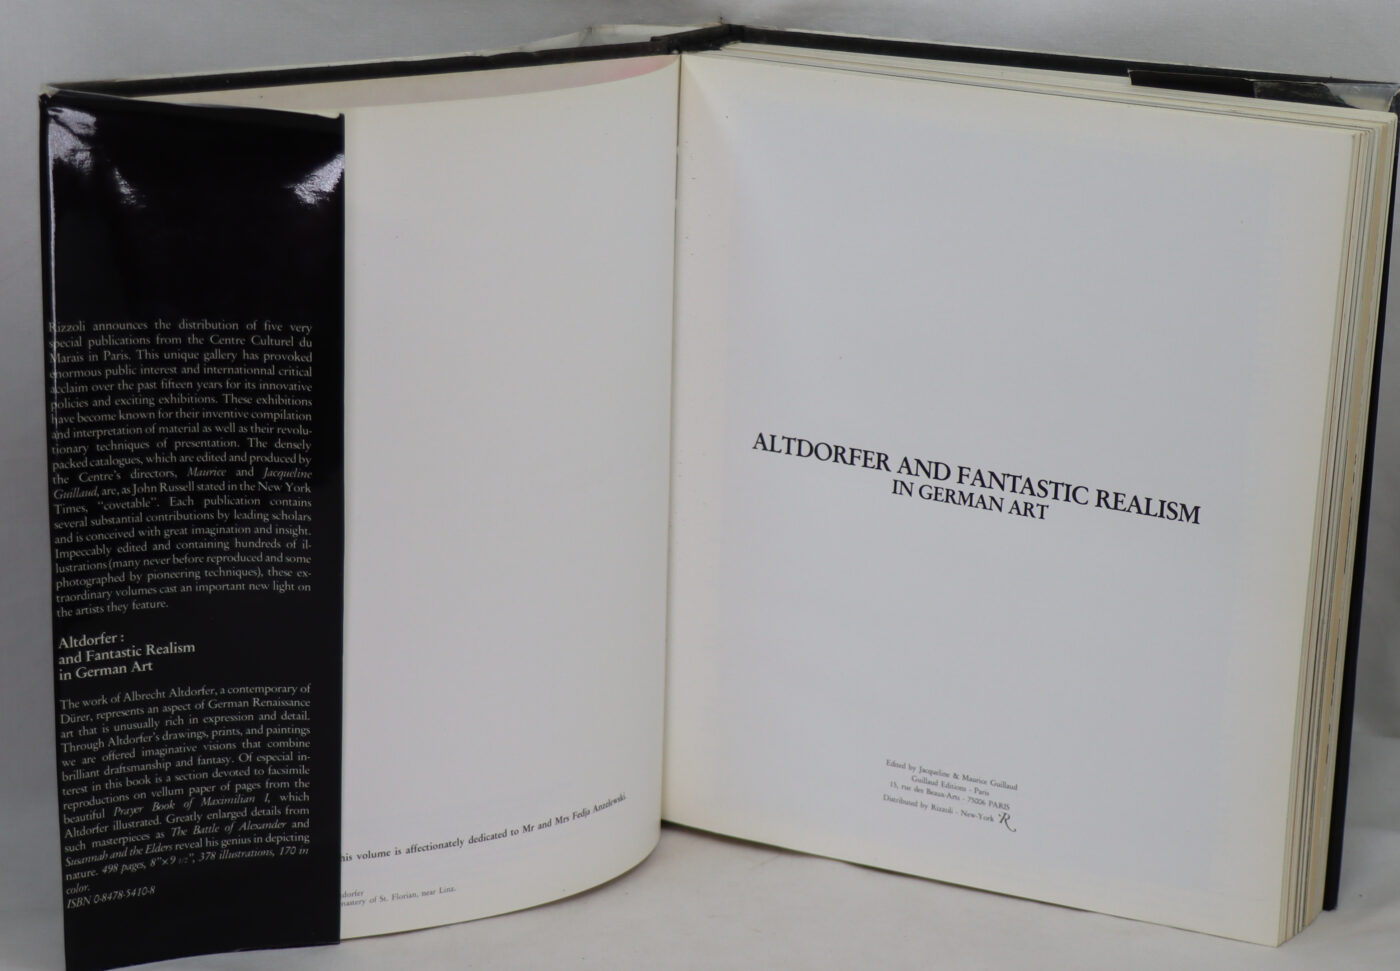 Rizzoli announces the distribution of five very
special publications from the Centre Culturel du
Marais in Paris. This unique gallery has provoked
enormous public interest and internationnal critical
acclaim over the past fifteen years for its innovative
policies and exciting exhibitions. These exhibitions
have become known for their inventive compilation
and interpretation of material as well as their revolu-
tionary techniques of presentation. The densely
packed catalogues, which are edited and produced by
the Centre's directors, Maurice and Jacqueline
Guillaud, are, as John Russell stated in the New York
Times, "covetable". Each publication contains
several substantial contributions by leading scholars
and is conceived with great imagination and insight.
Impeccably edited and containing hundreds of il-
lustrations (many never before reproduced and some
photographed by pioneering techniques), these ex-
traordinary volumes cast an important new light on
the artists they feature.
Altdorfer :
and Fantastic Realism
in German Art
The work of Albrecht Altdorfer, a contemporary of
Dürer, represents an aspect of German Renaissance
art that is unusually rich in expression and detail.
Through Altdorfer's drawings, prints, and paintings
we are offered imaginative visions that combine
brilliant draftsmanship and fantasy. Of especial in-
terest in this book is a section devoted to facsimile
reproductions on vellum paper of pages from the
beautiful Prayer Book of Maximilian I, which
Altdorfer illustrated. Greatly enlarged details from
such masterpieces as The Battle of Alexander and
Susannah and the Elders reveal his genius in depicting
nature. 498 pages, 8"×9 1/2", 378 illustrations, 170 in
color.
ISBN 0-8478-5410-8
his volume is affectionately dedicated to Mr and Mrs Fedja Anzelewski.
dorfer
nastery of St. Florian, near Linz.
ALTDORFER AND FANTASTIC REALISM
IN GERMAN ART
Edited by Jacqueline & Maurice Guillaud
Guillaud Editions - Paris
15, rue des Beaux-Arts - 75006 PARIS
Distributed by Rizzoli - New-York R